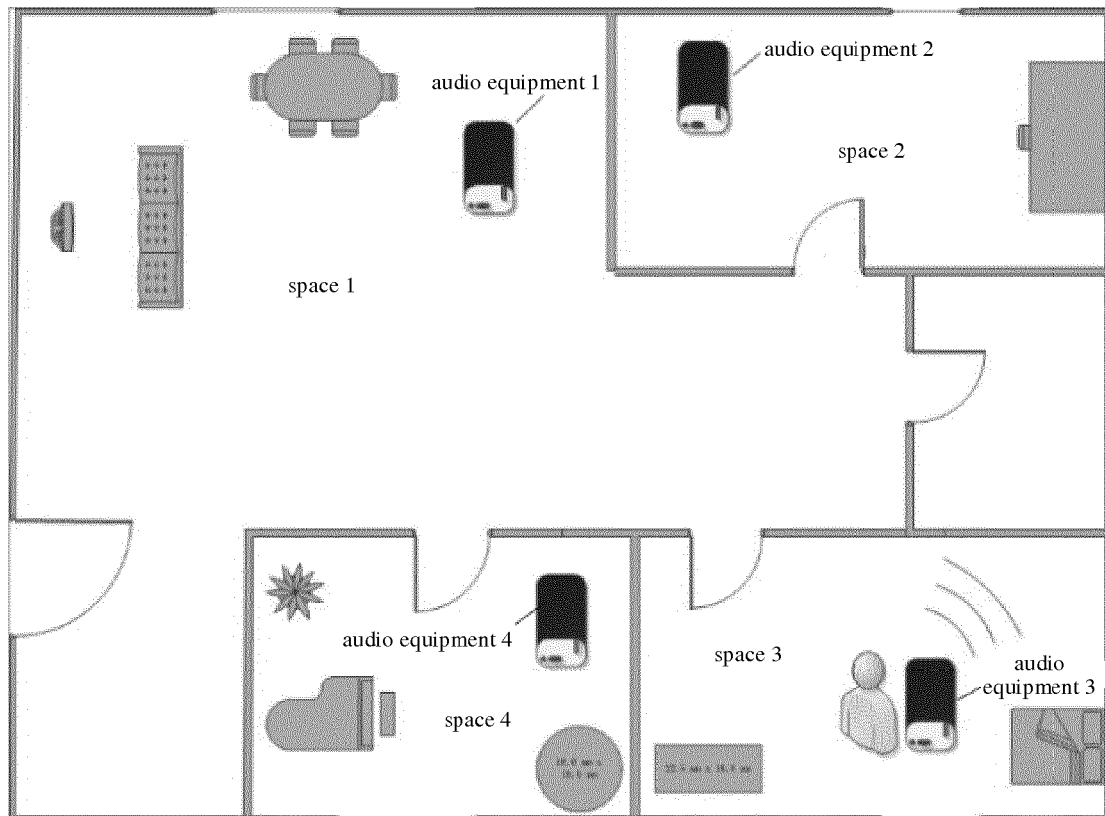 audio equipment 2
audio equipment 1
space 2
space 1
audio equipment 4
space 3
audio
equipment 3
space 4